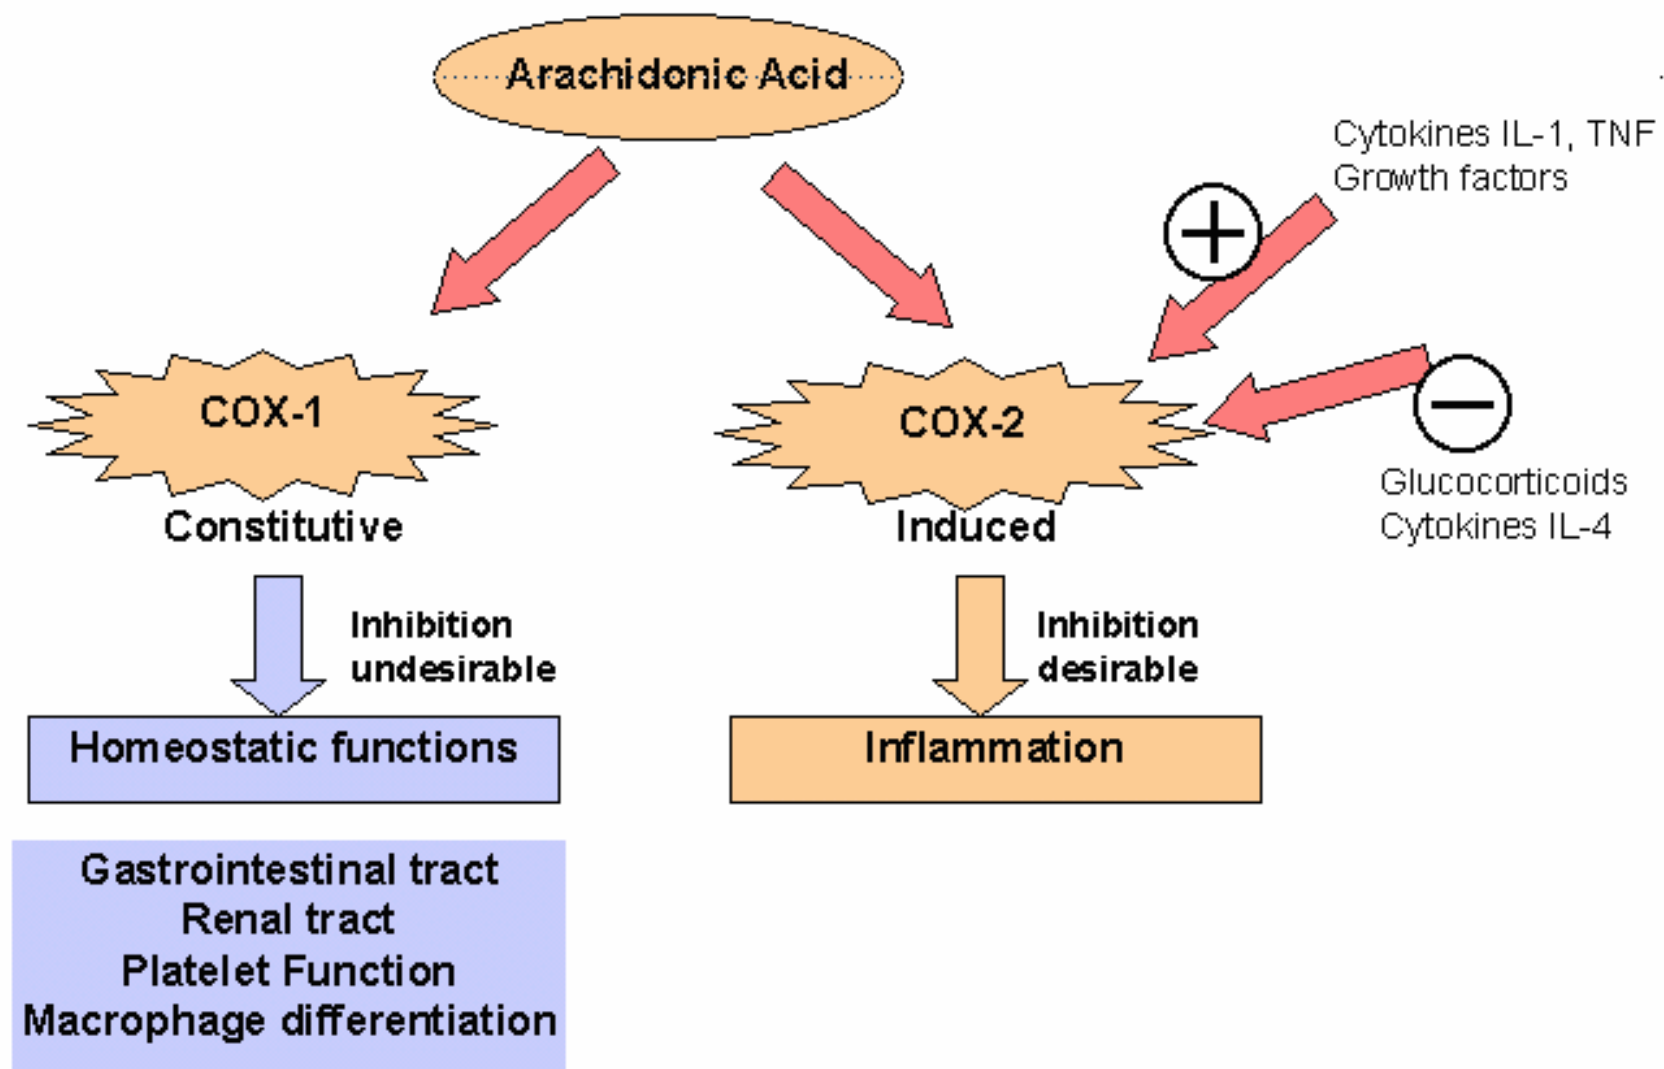 Arachidonic Acid
Cytokines IL-1, TNF
Growth factors
COX-1
Constitutive
COX-2
Induced
Glucocorticoids
Cytokines IL-4
Inhibition
undesirable
Inhibition
desirable
Homeostatic functions
Inflammation
Gastrointestinal tract
Renal tract
Platelet Function
Macrophage differentiation